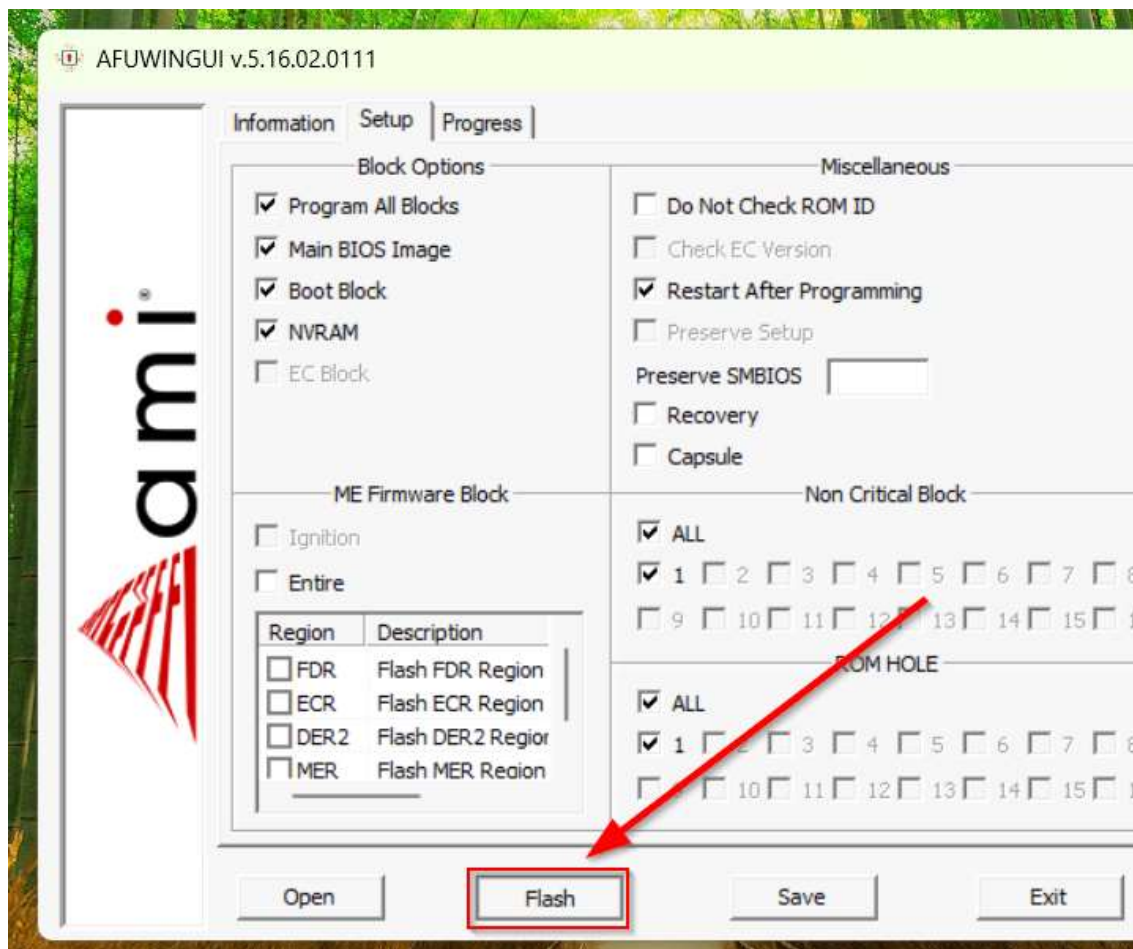 AFUWINGUI v.5.16.02.0111
Information Setup Progress
Block Options
Program All Blocks
Main BIOS Image
Boot Block
NVRAM
EC Block
Miscellaneous
Do Not Check ROM ID
Check EC Version
Restart After Programming
Preserve Setup
Preserve SMBIOS
Recovery
Capsule
ME Firmware Block
Ignition
Entire
Region Description
FDR Flash FDR Region
ECR Flash ECR Region
DER2 Flash DER2 Region
MER Flash MER Region
Non Critical Block
ALL
1 2 3 4 5 6 7 8
9 10 11 12 13 14 15
ROM HOLE
ALL
1 2 3 4 5 6 7 8
10 11 12 13 14 15
ami®
Open Flash Save Exit